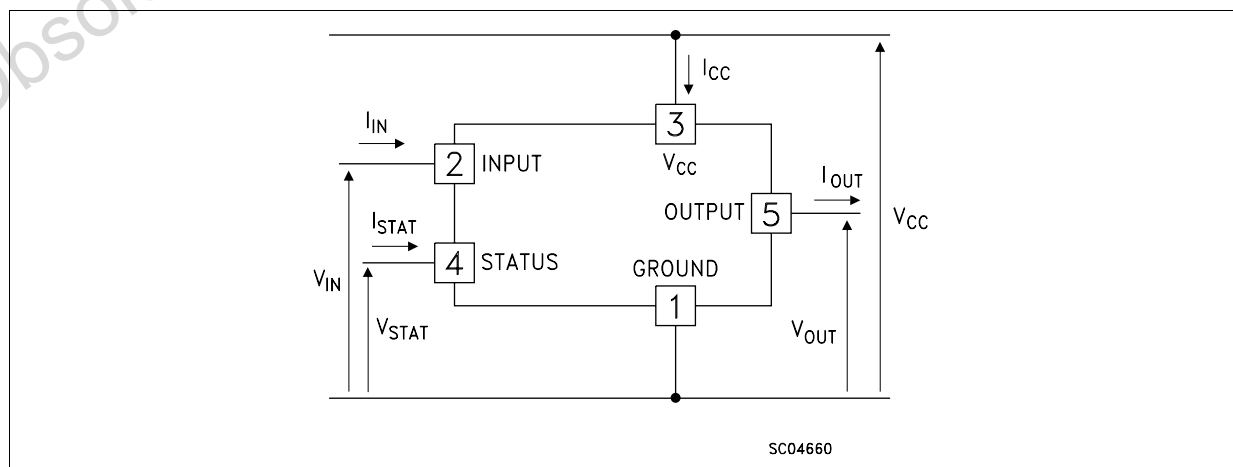 obso
I_CC
I_IN
3
V_CC
2 INPUT
I_OUT
OUTPUT 5
V_CC
I_STAT
4 STATUS
GROUND
V_IN
1
V_STAT
V_OUT
SC04660